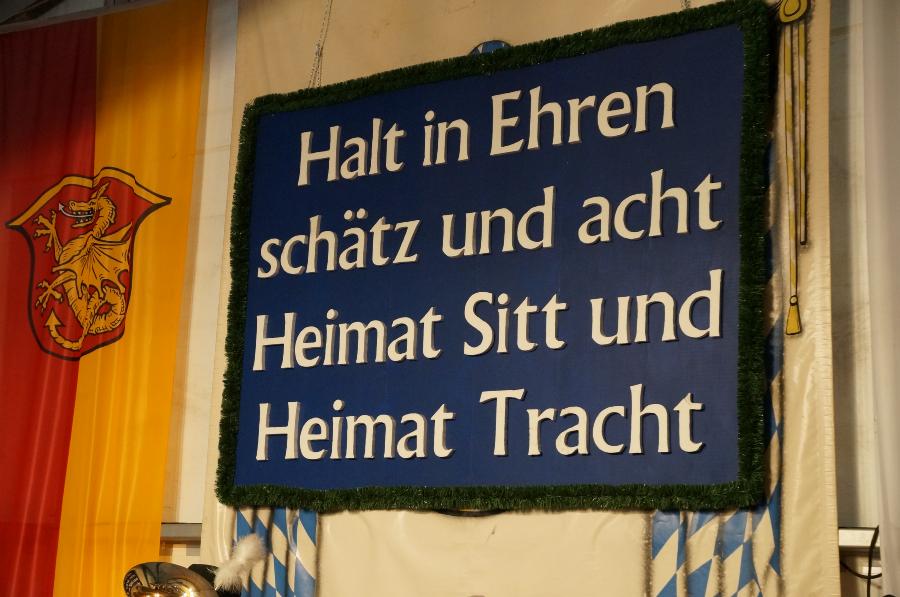 Halt in Ehren
schätz und acht
Heimat Sitt und
Heimat Tracht